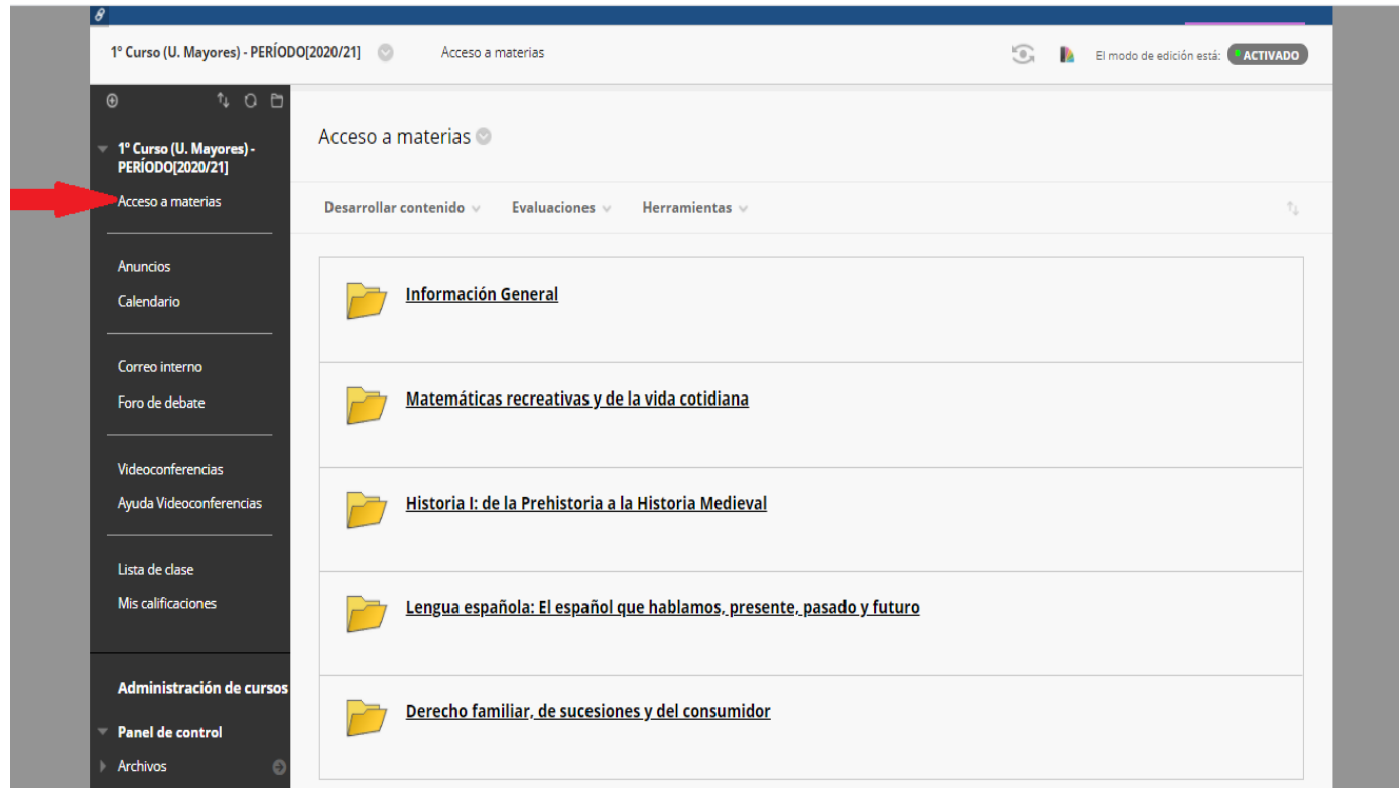 1º Curso (U. Mayores) - PERÍODO[2020/21]
Acceso a materias
El modo de edición está:
ACTIVADO
1º Curso (U. Mayores) -
PERÍODO[2020/21]
Acceso a materias
Anuncios
Calendario
Correo interno
Foro de debate
Videoconferencias
Ayuda Videoconferencias
Lista de clase
Mis calificaciones
Administración de cursos
Panel de control
Archivos
Acceso a materias
Desarrollar contenido
Evaluaciones
Herramientas
Información General
Matemáticas recreativas y de la vida cotidiana
Historia I: de la Prehistoria a la Historia Medieval
Lengua española: El español que hablamos, presente, pasado y futuro
Derecho familiar, de sucesiones y del consumidor